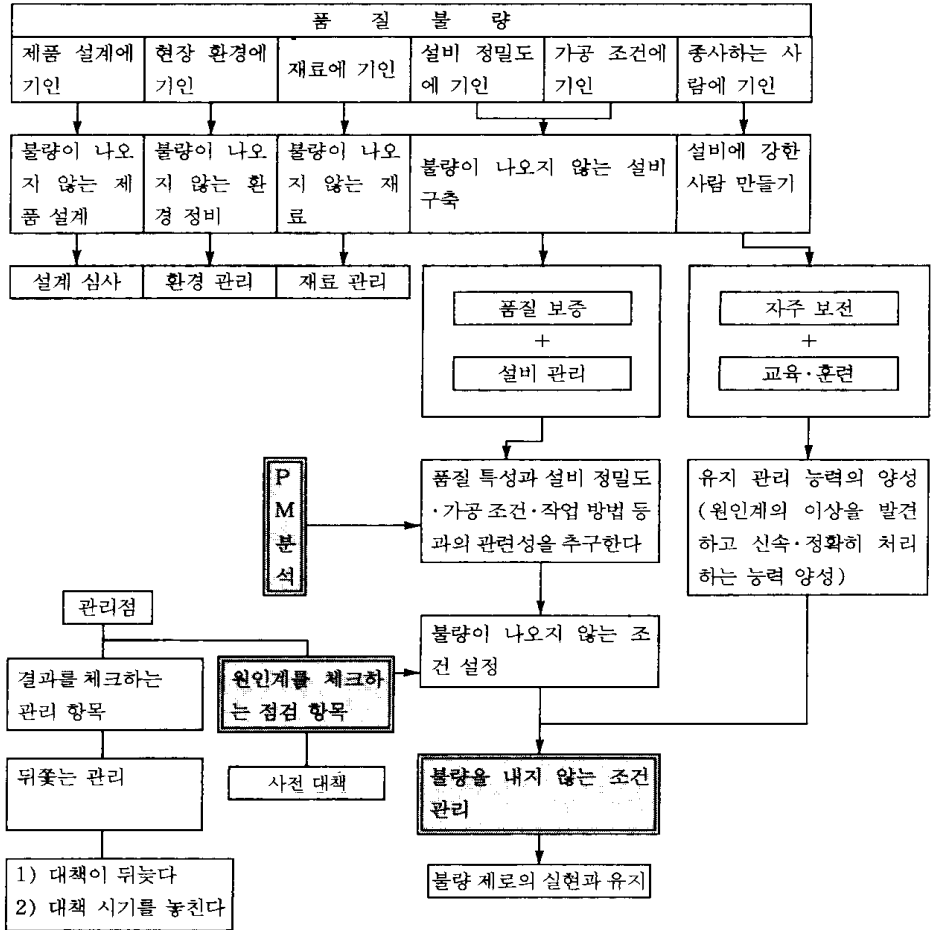 품 질 불 량
제품 설계에
기인
현장 환경에
기인
재료에 기인
설비 정밀도
에 기인
가공 조건에
기인
종사하는 사
람에 기인
불량이 나오
지 않는 제
품 설계
불량이 나오
지 않는 환
경 정비
불량이 나오
지 않는 재
료
불량이 나오지 않는 설비
구축
설비에 강한
사람 만들기
설계 심사
환경 관리
재료 관리
품질 보증
+
설비 관리
자주 보전
+
교육·훈련
P
M
분
석
품질 특성과 설비 정밀도
·가공 조건·작업 방법 등
과의 관련성을 추구한다
유지 관리 능력의 양성
(원인계의 이상을 발견
하고 신속·정확히 처리
하는 능력 양성)
관리점
불량이 나오지 않는 조
건 설정
결과를 체크하는
관리 항목
원인계를 체크하
는 점검 항목
뒤쫓는 관리
사전 대책
불량을 내지 않는 조건
관리
1) 대책이 뒤늦다
2) 대책 시기를 놓친다
불량 제로의 실현과 유지